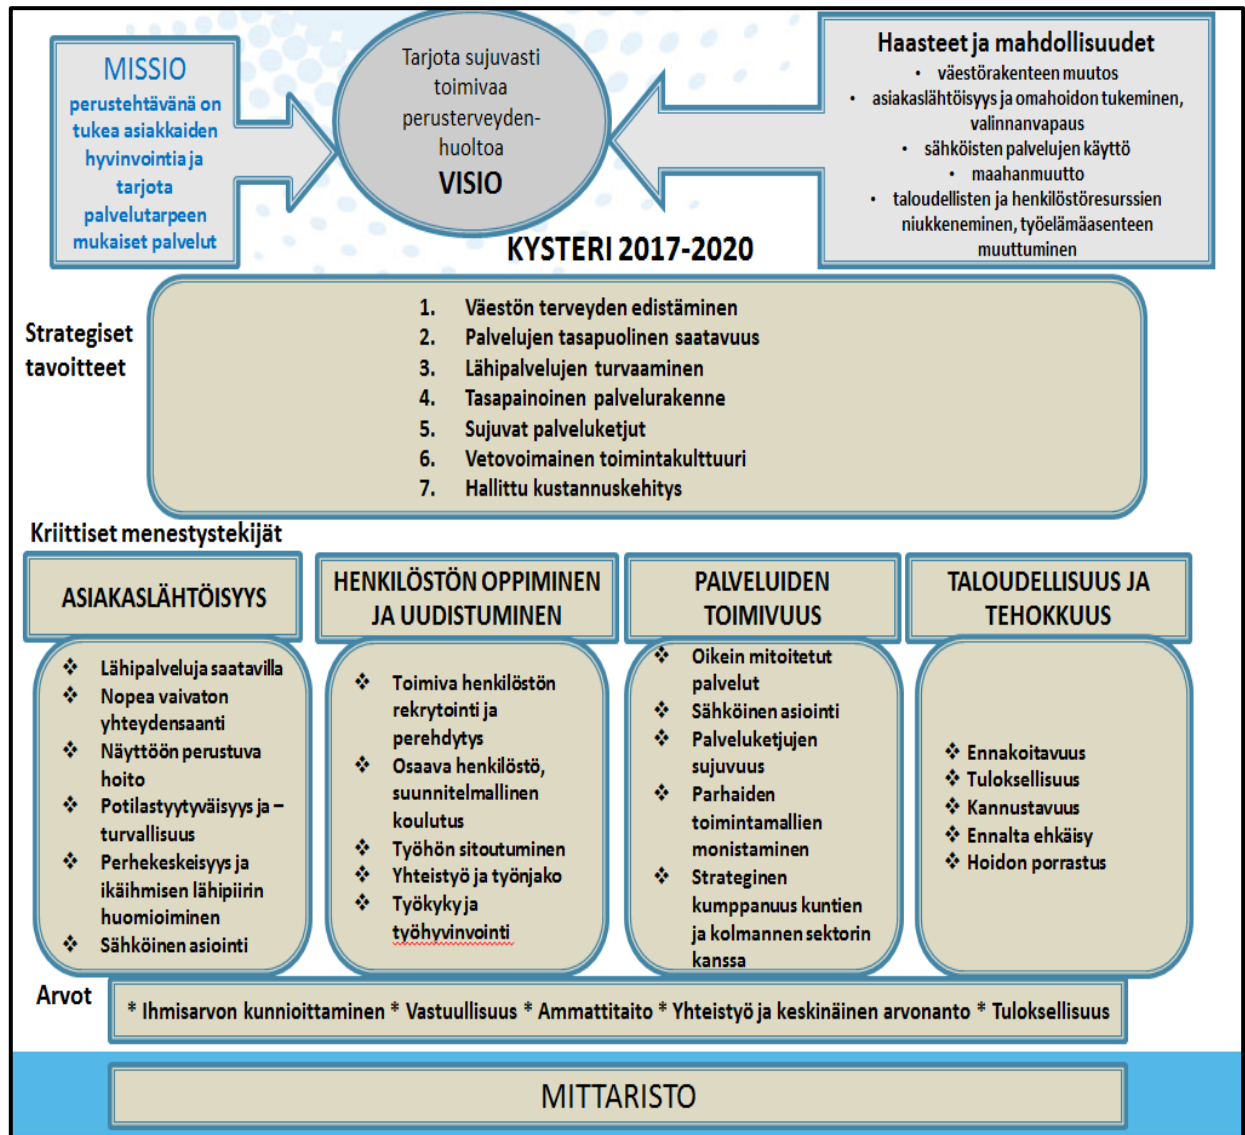 MISSIO
perustehtävänä on
tukea asiakkaiden
hyvinvointia ja
tarjota
palvelutarpeen
mukaiset palvelut
Tarjota sujuvasti
toimivaa
perusterveyden-
huoltoa
VISIO
Haasteet ja mahdollisuudet
• väestörakenteen muutos
• asiakaslähtöisyys ja omahoidon tukeminen,
valinnanvapaus
• sähköisten palvelujen käyttö
• maahanmuutto
• taloudellisten ja henkilöstöresurssien
niukkeneminen, työelämäasenteen
muuttuminen
KYSTERI 2017-2020
Strategiset
tavoitteet
1. Väestön terveyden edistäminen
2. Palvelujen tasapuolinen saatavuus
3. Lähipalvelujen turvaaminen
4. Tasapainoinen palvelurakenne
5. Sujuvat palveluketjut
6. Vetovoimainen toimintakulttuuri
7. Hallittu kustannuskehitys
Kriittiset menestystekijät
ASIAKASLÄHTÖISYYS
❖ Lähipalveluja saatavilla
❖ Nopea vaivaton
yhteydensaanti
❖ Näyttöön perustuva
hoito
❖ Potilastyytyväisyys ja –
turvallisuus
❖ Perhekeskeisyys ja
ikäihmisen lähipiirin
huomioiminen
❖ Sähköinen asiointi
HENKILÖSTÖN OPPIMINEN
JA UUDISTUMINEN
❖ Toimiva henkilöstön
rekrytointi ja
perehdytys
❖ Osaava henkilöstö,
suunnitelmallinen
koulutus
❖ Työhön sitoutuminen
❖ Yhteistyö ja työnjako
❖ Työkyky ja
työhyvinvointi
PALVELUIDEN
TOIMIVUUS
❖ Oikein mitoitetut
palvelut
❖ Sähköinen asiointi
❖ Palveluketjujen
sujuvuus
❖ Parhaiden
toimintamallien
monistaminen
❖ Strateginen
kumppanuus kuntien
ja kolmannen sektorin
kanssa
TALOUDELLISUUS JA
TEHOKKUUS
❖ Ennakoitavuus
❖ Tuloksellisuus
❖ Kannustavuus
❖ Ennalta ehkäisy
❖ Hoidon porrastus
Arvot
* Ihmisarvon kunnioittaminen * Vastuullisuus * Ammattitaito * Yhteistyö ja keskinäinen arvonanto * Tuloksellisuus
MITTARISTO